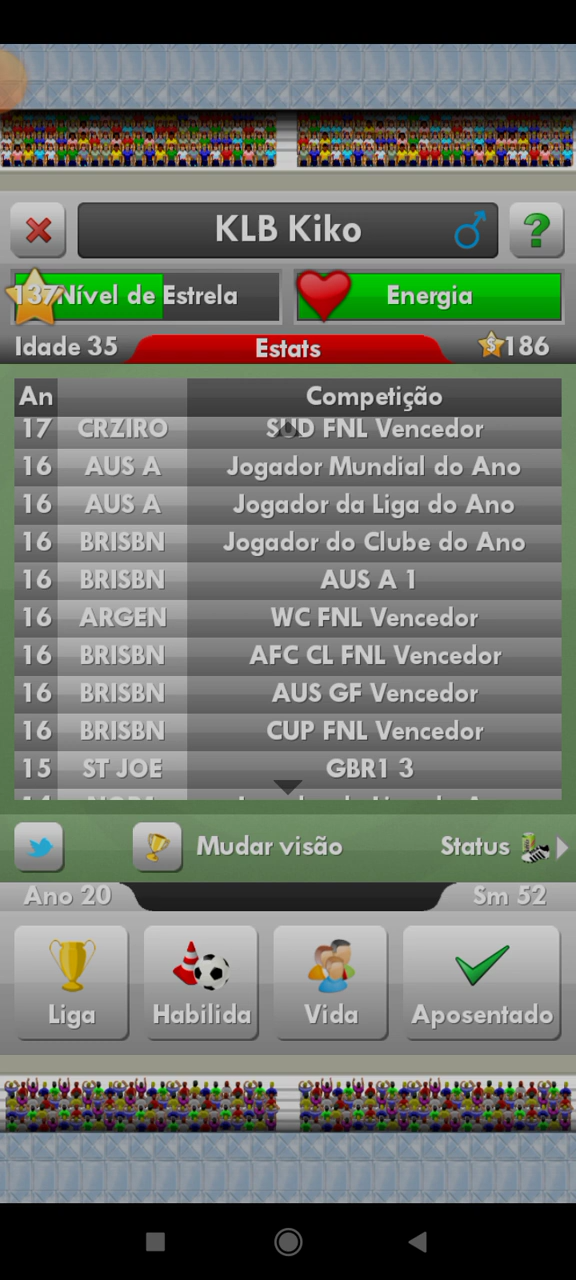 KLB Kiko
137 Nível de Estrela
Energia
Idade 35
Estats
186
An Competição
17 CRZIRO SUD FNL Vencedor
16 AUS A Jogador Mundial do Ano
16 AUS A Jogador da Liga do Ano
16 BRISBN Jogador do Clube do Ano
16 BRISBN AUS A 1
16 ARGEN WC FNL Vencedor
16 BRISBN AFC CL FNL Vencedor
16 BRISBN AUS GF Vencedor
16 BRISBN CUP FNL Vencedor
15 ST JOE GBR1 3
Mudar visão
Status
Ano 20
Sm 52
Liga
Habilida
Vida
Aposentado